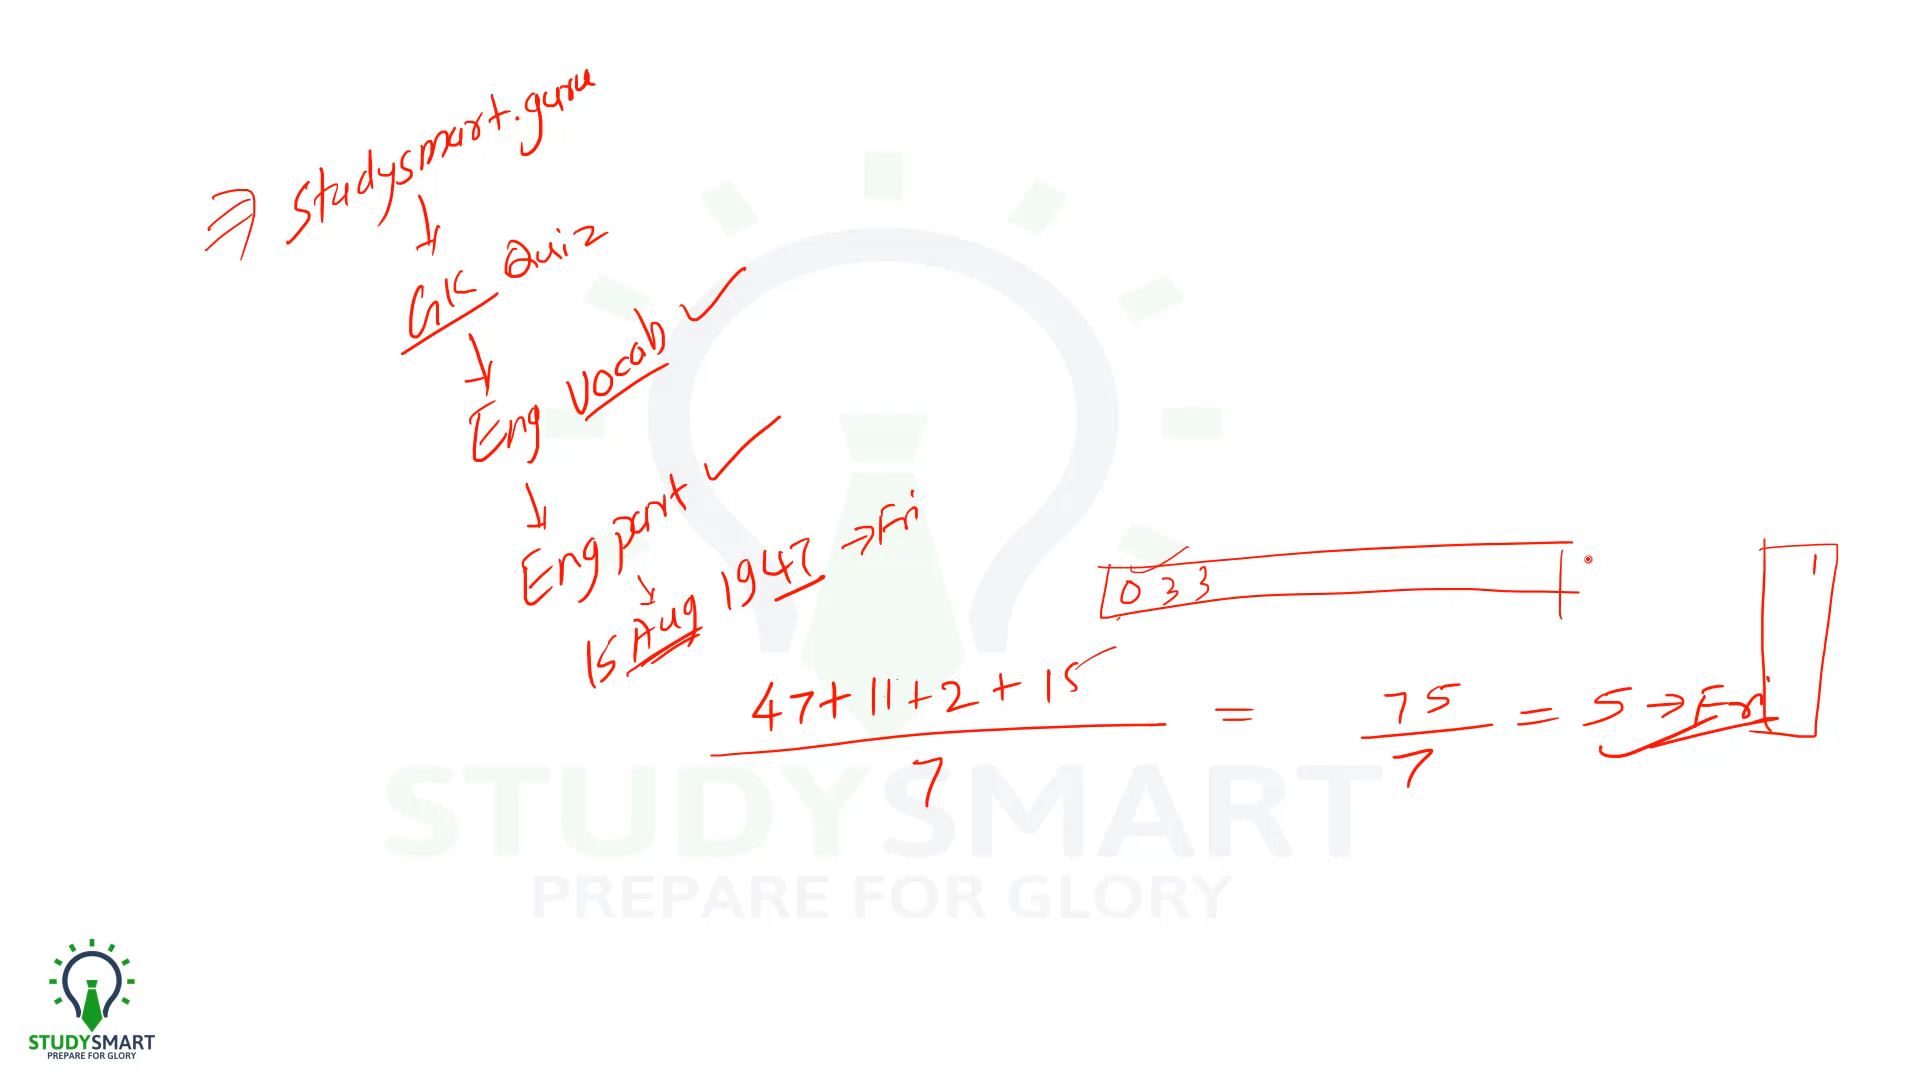 ⇒ studysmart.guru
↓
GK Quiz
↓
Eng Vocab ✓
↓
Eng part ✓
↓
15 Aug 1947 → Fri
0 3 3
1
47 + 11 + 2 + 15
7
=
75
7
= 5 → Fri
STUDYSMART
PREPARE FOR GLORY
STUDYSMART
PREPARE FOR GLORY